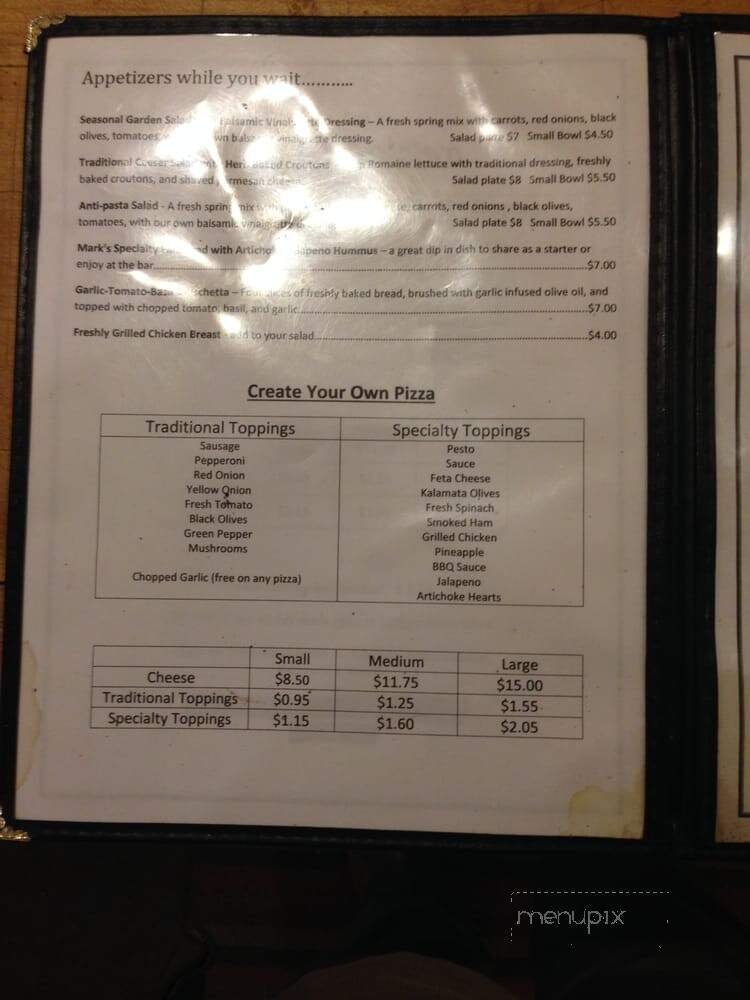 Appetizers while you wait...........
Seasonal Garden Balsamic Dressing – A fresh spring mix with carrots, red onions, black
olives, tomatoes, dressing. Salad plate $7 Small Bowl $4.50
Traditional Croutons Romaine lettuce with traditional dressing, freshly
baked croutons, and shaved Salad plate $8 Small Bowl $5.50
Anti-pasta Salad - A fresh spring mix carrots, red onions , black olives,
tomatoes, with our own balsamic Salad plate $8 Small Bowl $5.50
Mark's Specialty with Hummus – a great dip in dish to share as a starter or
enjoy at the bar $7.00
– of freshly baked bread, brushed with garlic infused olive oil, and
topped with chopped tomato, basil, and garlic $7.00
Freshly Grilled Chicken Breast - add to your salad $4.00
Create Your Own Pizza
Traditional Toppings Specialty Toppings
Sausage Pesto
Pepperoni Sauce
Red Onion Feta Cheese
Yellow Onion Kalamata Olives
Fresh Tomato Fresh Spinach
Black Olives Smoked Ham
Green Pepper Grilled Chicken
Mushrooms Pineapple
BBQ Sauce
Chopped Garlic (free on any pizza) Jalapeno
Artichoke Hearts
Small Medium Large
Cheese $8.50 $11.75 $15.00
Traditional Toppings $0.95 $1.25 $1.55
Specialty Toppings $1.15 $1.60 $2.05
menupix